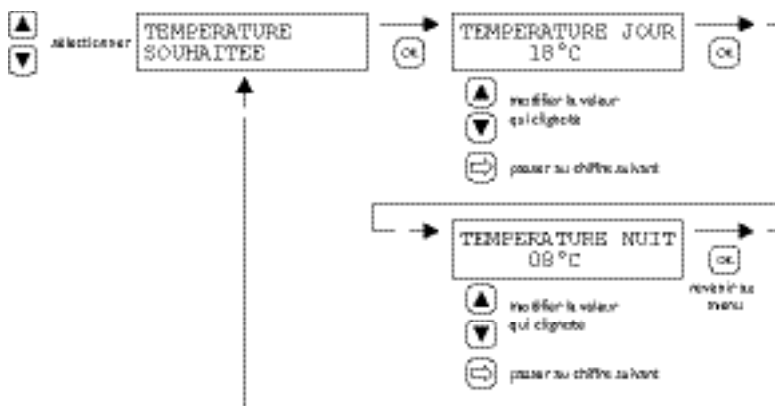 sélectionner
TEMPERATURE
SOUHAITEE
OK
TEMPERATURE JOUR
18°C
OK
modifier la valeur
qui clignote
passer au chiffre suivant
TEMPERATURE NUIT
08°C
OK
revenir au
menu
modifier la valeur
qui clignote
passer au chiffre suivant